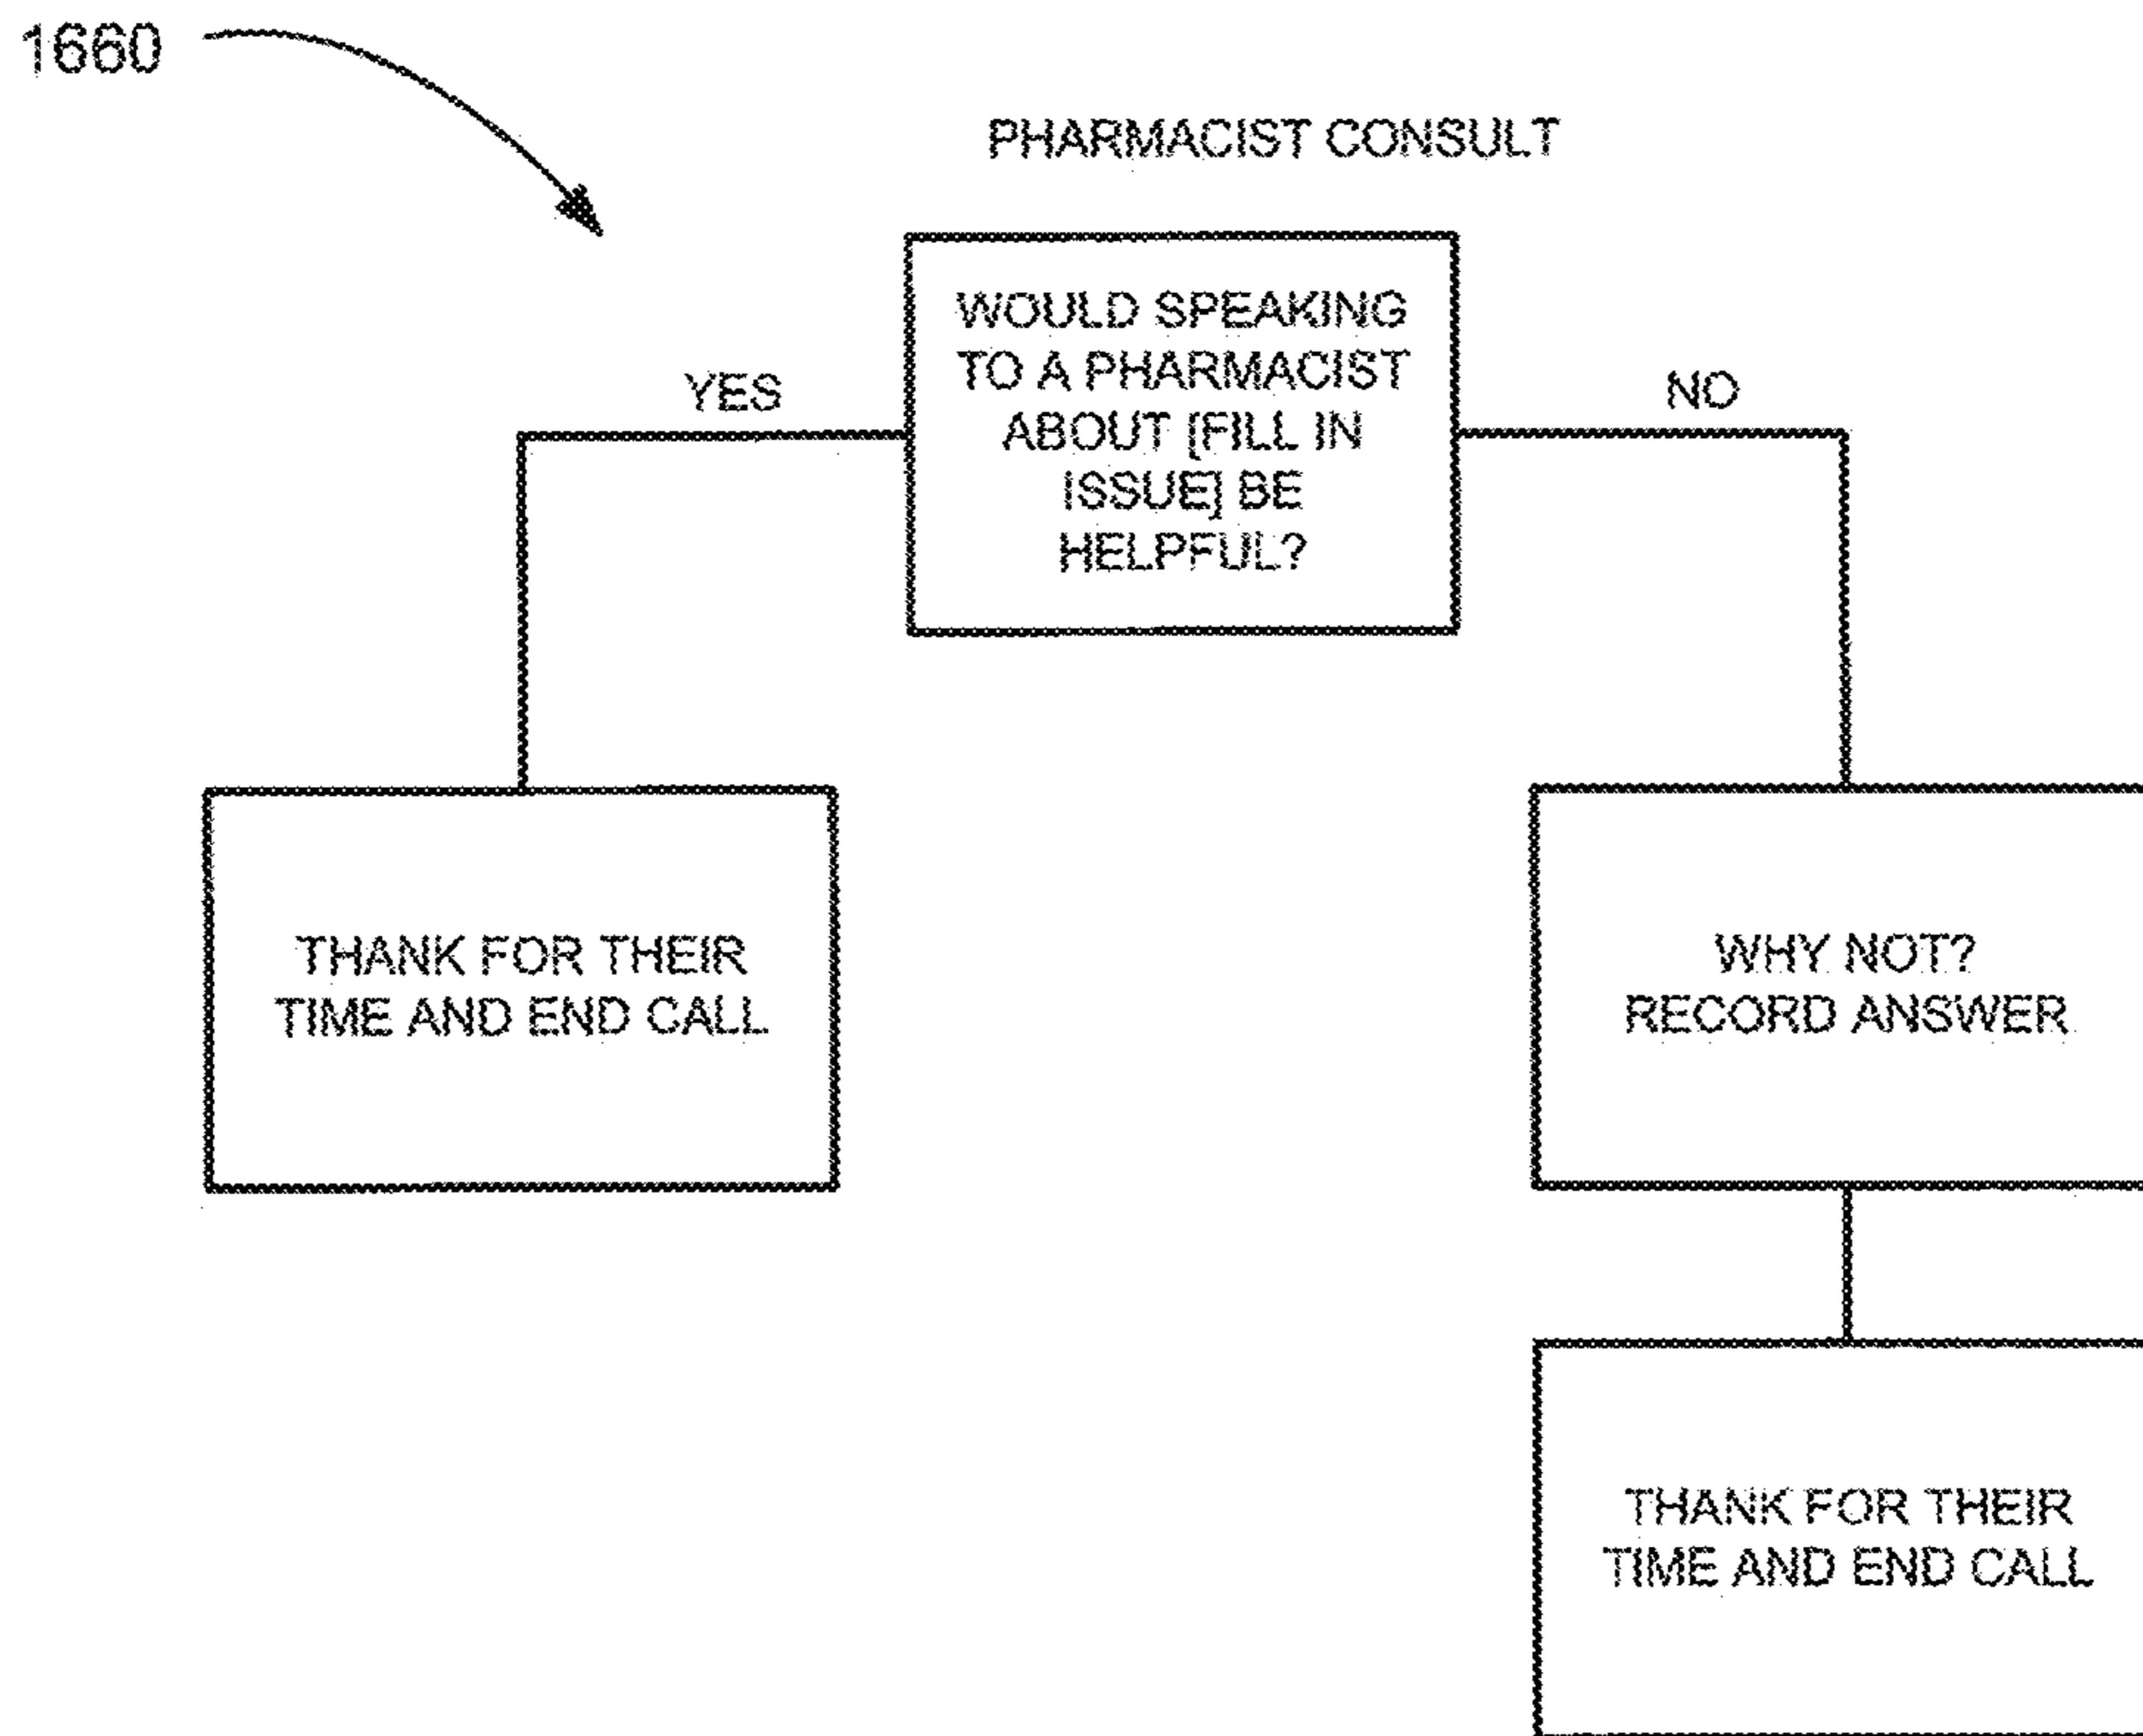 1660
PHARMACIST CONSULT
WOULD SPEAKING
TO A PHARMACIST
ABOUT [FILL IN
ISSUE] BE
HELPFUL?
YES
NO
THANK FOR THEIR
TIME AND END CALL
WHY NOT?
RECORD ANSWER
THANK FOR THEIR
TIME AND END CALL